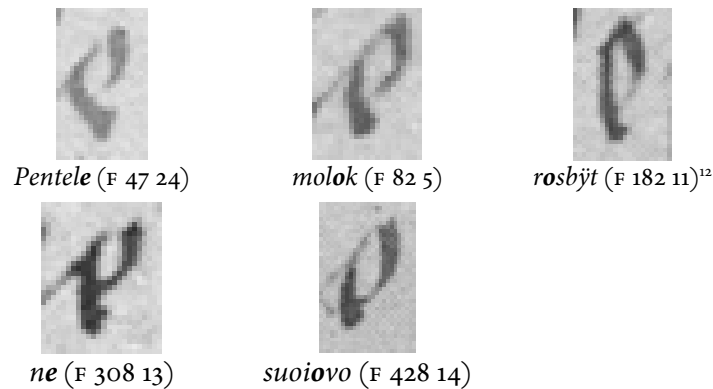 Pentele (F 47 24) molok (F 82 5) rosbÿt (F 182 11)¹²
ne (F 308 13) suoiovo (F 428 14)